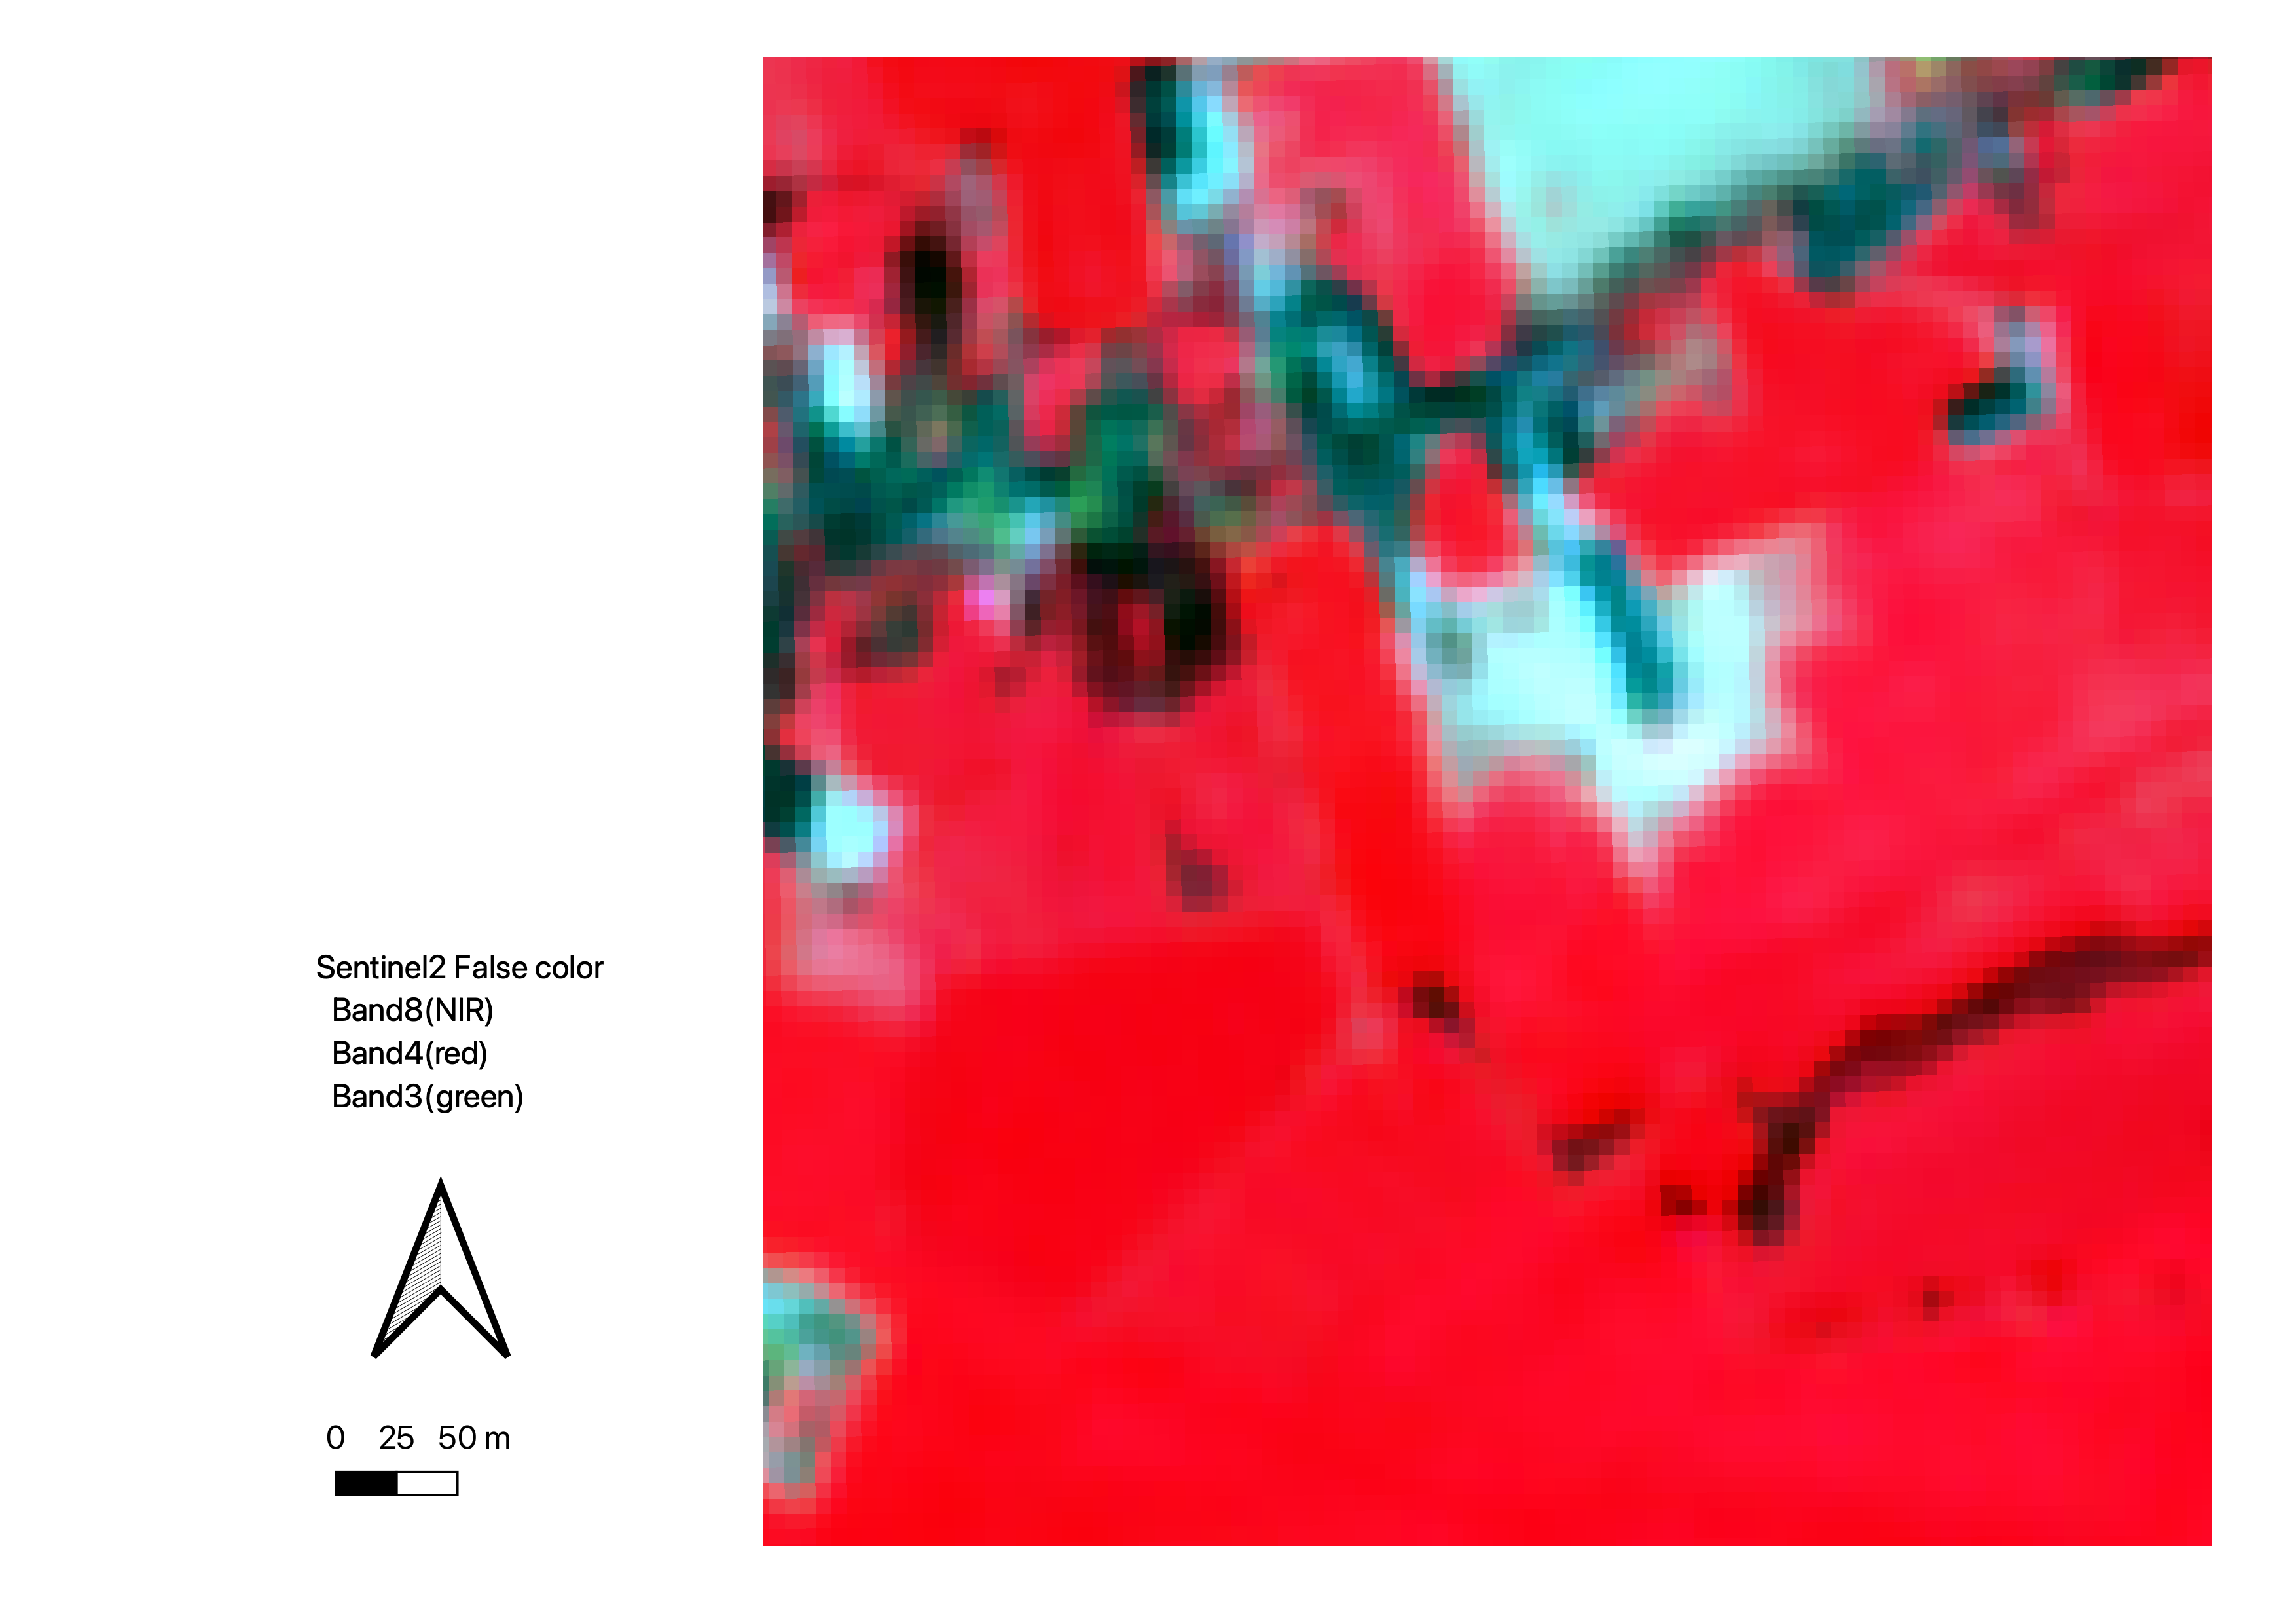 Sentinel2 False color
Band8(NIR)
Band4(red)
Band3(green)
0 25 50 m